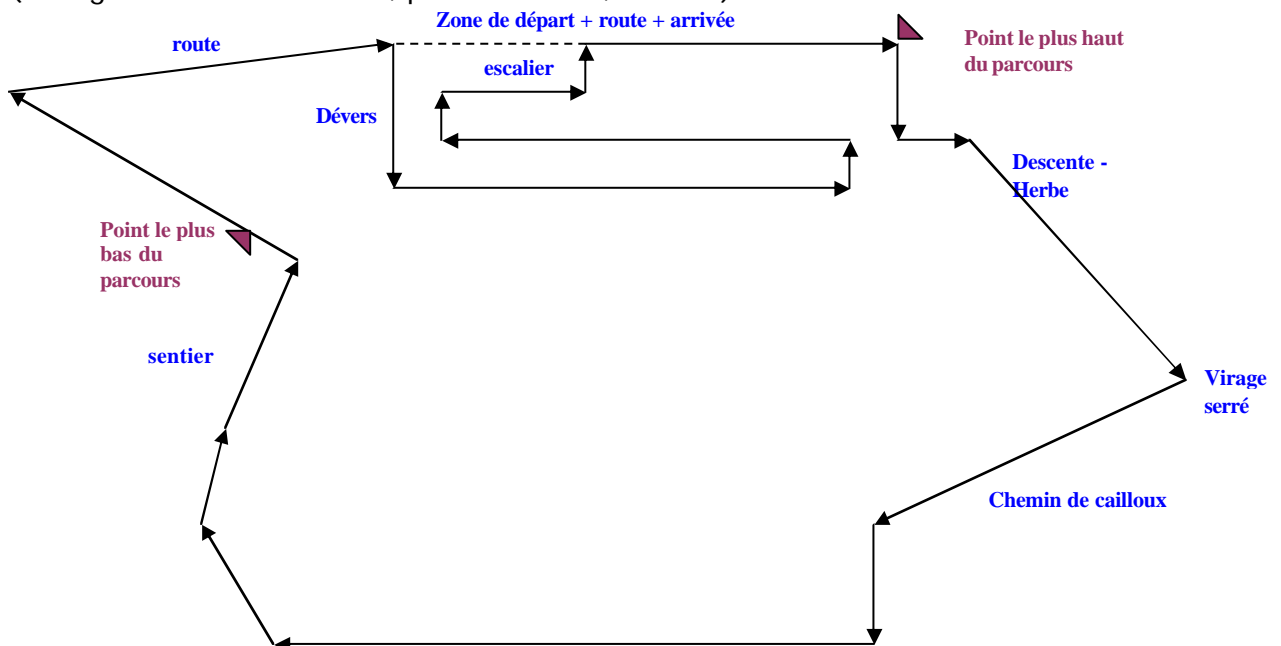 Zone de départ + route + arrivée
route
Point le plus haut
du parcours
escalier
Dévers
Descente -
Herbe
Point le plus
bas du
parcours
sentier
Virage
serré
Chemin de cailloux